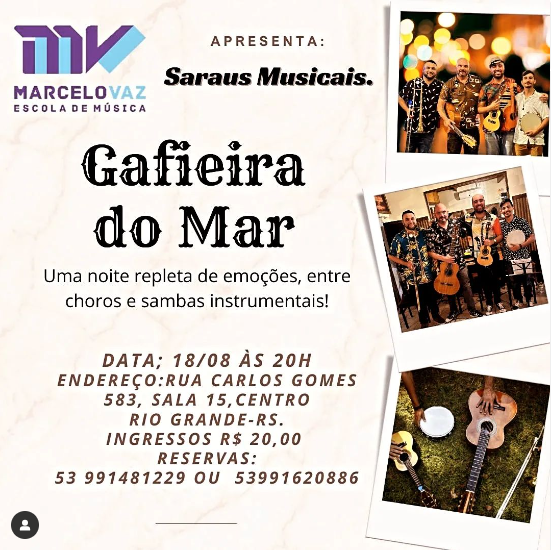 MV
MARCELOVAZ
ESCOLA DE MÚSICA
APRESENTA:
Saraus Musicais.
Gafieira
do Mar
Uma noite repleta de emoções, entre
choros e sambas instrumentais!
DATA; 18/08 ÀS 20H
ENDEREÇO:RUA CARLOS GOMES
583, SALA 15,CENTRO
RIO GRANDE-RS.
INGRESSOS R$ 20,00
RESERVAS:
53 991481229 OU 53991620886